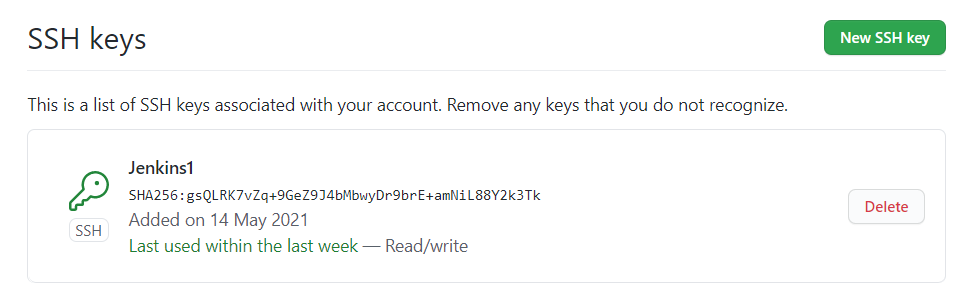 SSH keys
New SSH key
This is a list of SSH keys associated with your account. Remove any keys that you do not recognize.
Jenkins1
SHA256:gsQLRK7vZq+9GeZ9J4bMbwyDr9brE+amNiL88Y2k3Tk
Added on 14 May 2021
SSH
Last used within the last week — Read/write
Delete